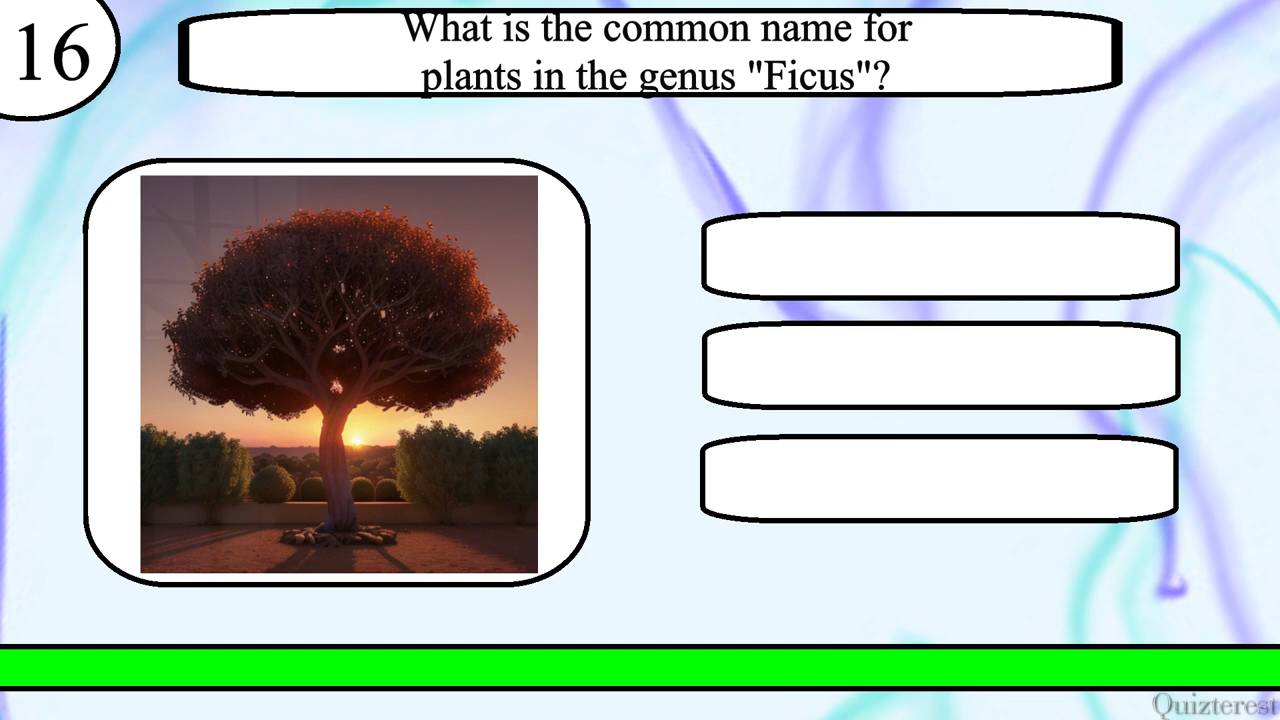 16
What is the common name for
plants in the genus "Ficus"?
Quizterest